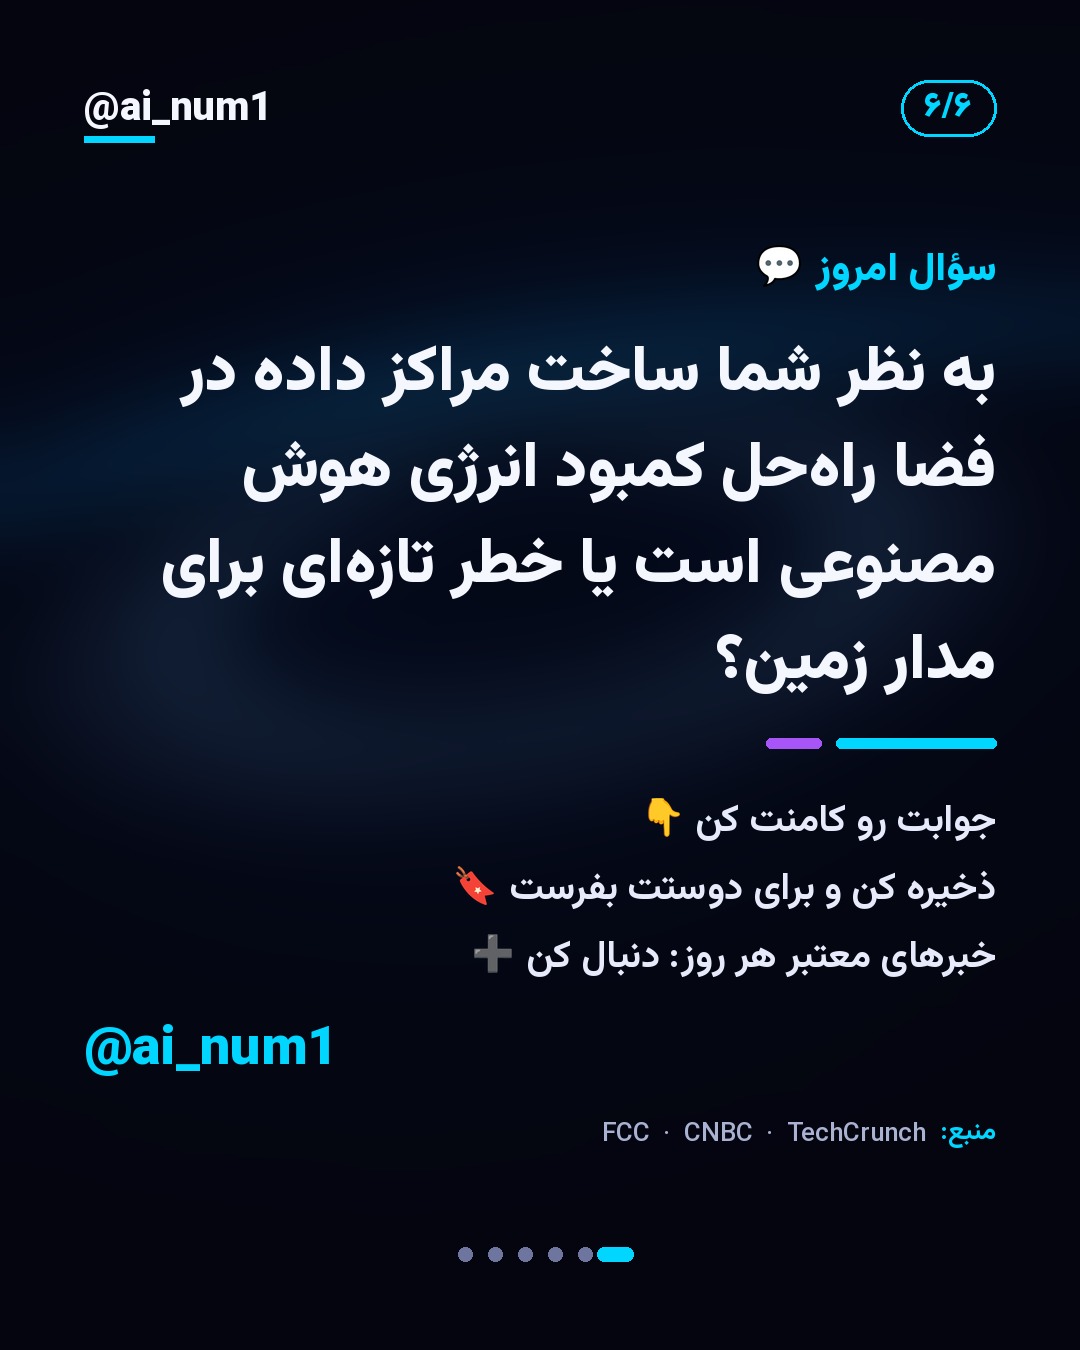 @ai_num1
۶/۶
سؤال امروز 💬
به نظر شما ساخت مراکز داده در
فضا راه‌حل کمبود انرژی هوش
مصنوعی است یا خطر تازه‌ای برای
مدار زمین؟
جوابت رو کامنت کن 👇
ذخیره کن و برای دوستت بفرست 🔖
خبرهای معتبر هر روز: دنبال کن ➕
@ai_num1
منبع: FCC · CNBC · TechCrunch